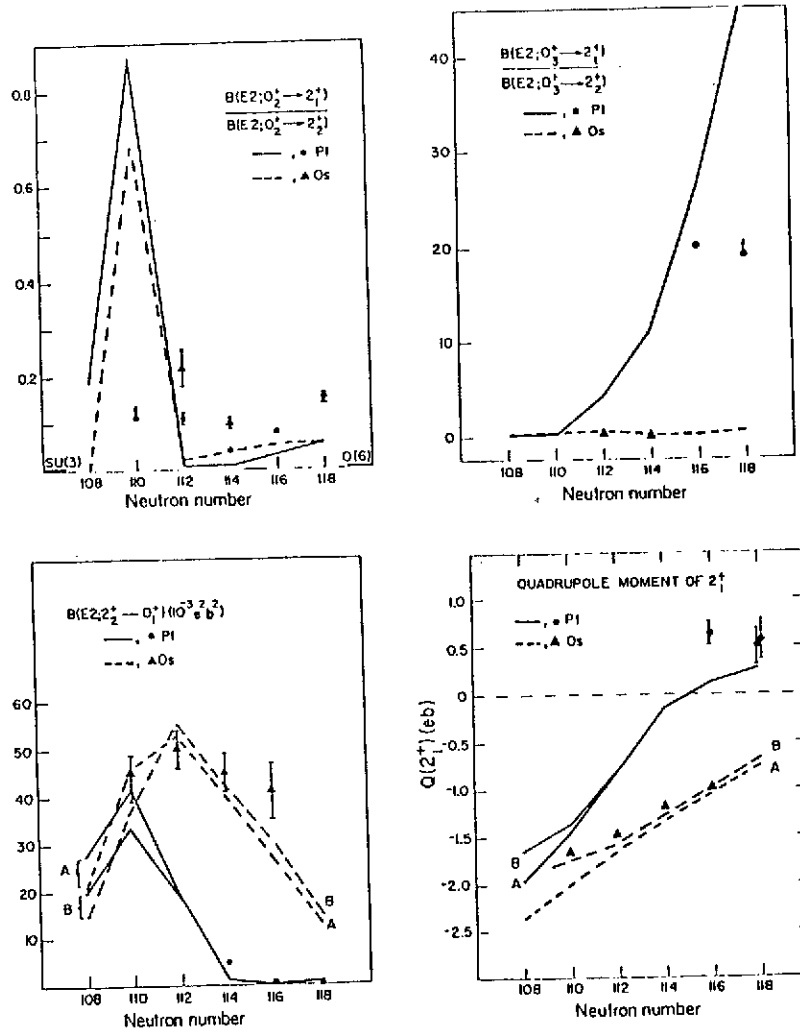 B(E2;O₂⁺→2₁⁺)
B(E2;O₂⁺→2₂⁺)
——, • Pt
---, ▲ Os
0.8
0.6
0.4
0.2
SU(3)
O(6)
108 110 112 114 116 118
Neutron number
B(E2;O₃⁺→2₁⁺)
B(E2;O₃⁺→2₂⁺)
——, • Pt
---, ▲ Os
40
30
20
10
0
108 110 112 114 116 118
Neutron number
B(E2;2₂⁺—O₁⁺)(10⁻³e²b²)
——, • Pt
---, ▲ Os
60
50
40
30
20
10
A
B
B
A
108 110 112 114 116 118
Neutron number
QUADRUPOLE MOMENT OF 2₁⁺
——, • Pt
---, ▲ Os
Q(2₁⁺)(eb)
1.0
0.5
0
-0.5
-1.0
-1.5
-2.0
-2.5
B
A
B
A
108 110 112 114 116 118
Neutron number